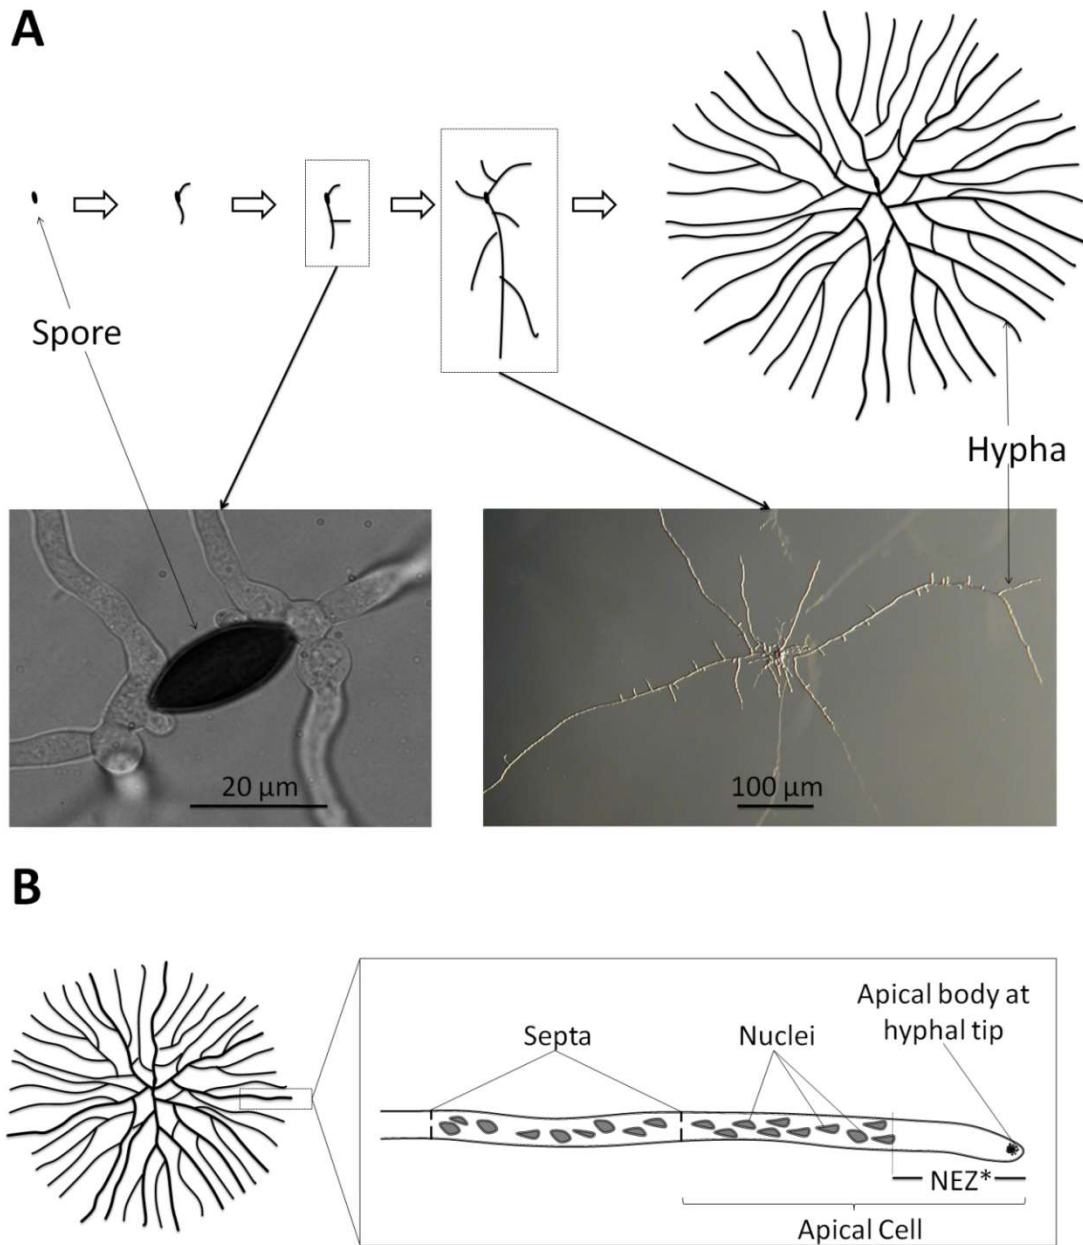 A
Spore
Hypha
20 µm
100 µm
B
Septa
Nuclei
Apical body at
hyphal tip
NEZ*
Apical Cell